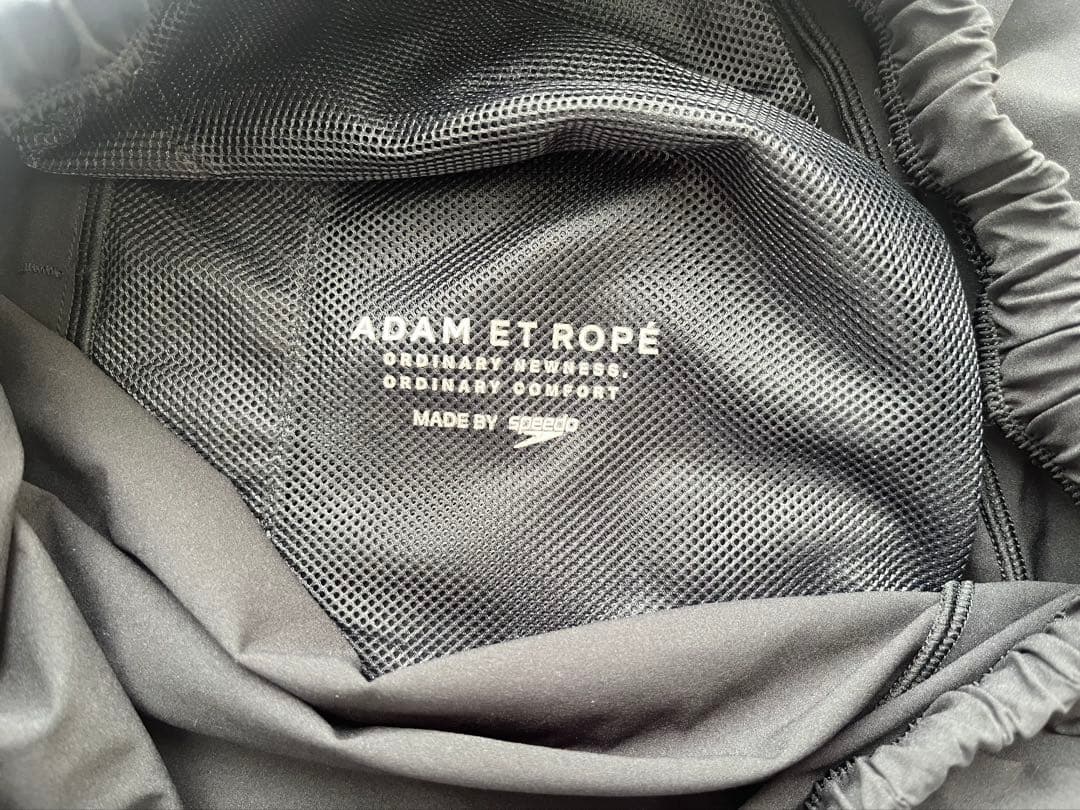 ADAM ET ROPÉ
ORDINARY NEWNESS.
ORDINARY COMFORT
MADE BY speedo